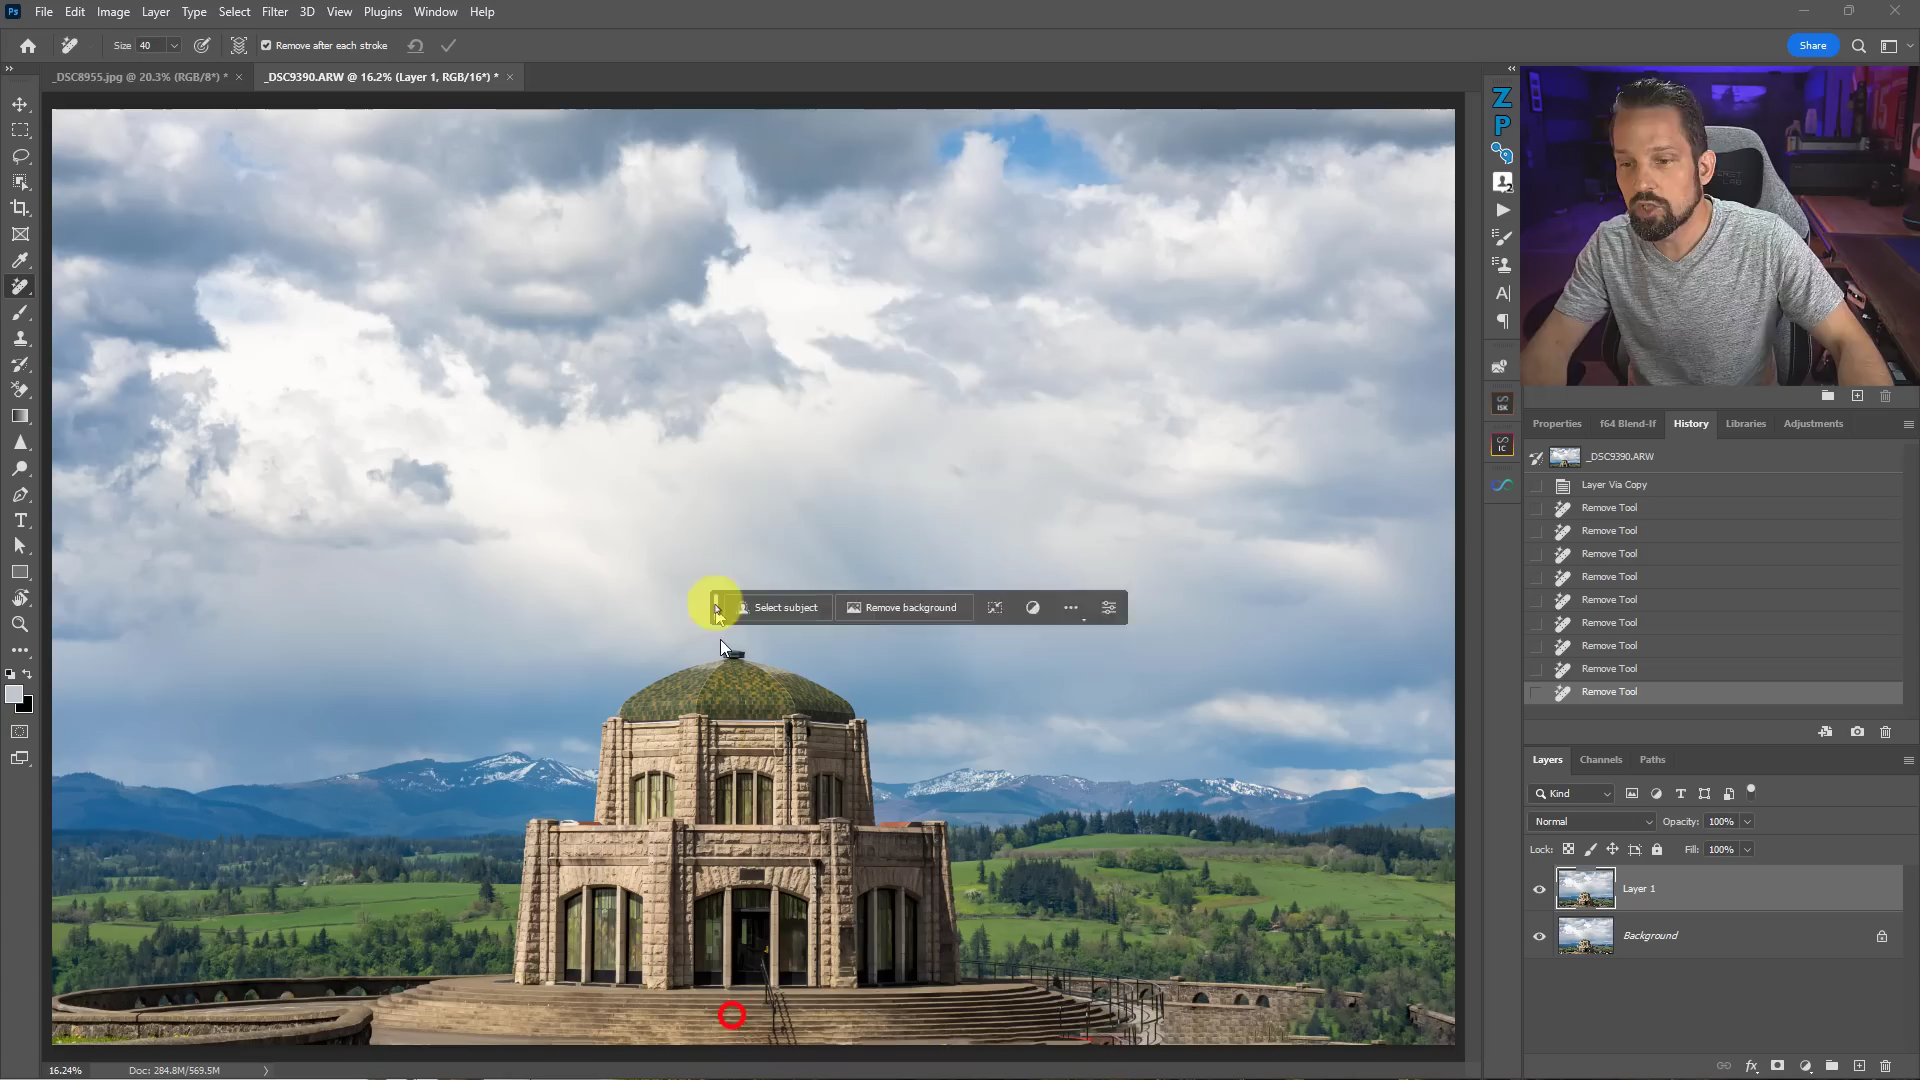 Ps File Edit Image Layer Type Select Filter 3D View Plugins Window Help
Size 40 Remove after each stroke Share
_DSC8955.jpg @ 20.3% (RGB/8*) * _DSC9390.ARW @ 16.2% (Layer 1, RGB/16*) *
Z
P
ISK
IC
Select subject Remove background
Properties f64 Blend-If History Libraries Adjustments
_DSC9390.ARW
Layer Via Copy
Remove Tool
Remove Tool
Remove Tool
Remove Tool
Remove Tool
Remove Tool
Remove Tool
Remove Tool
Remove Tool
Layers Channels Paths
Kind
Normal Opacity: 100%
Lock: Fill: 100%
Layer 1
Background
fx
16.24% Doc: 284.8M/569.5M